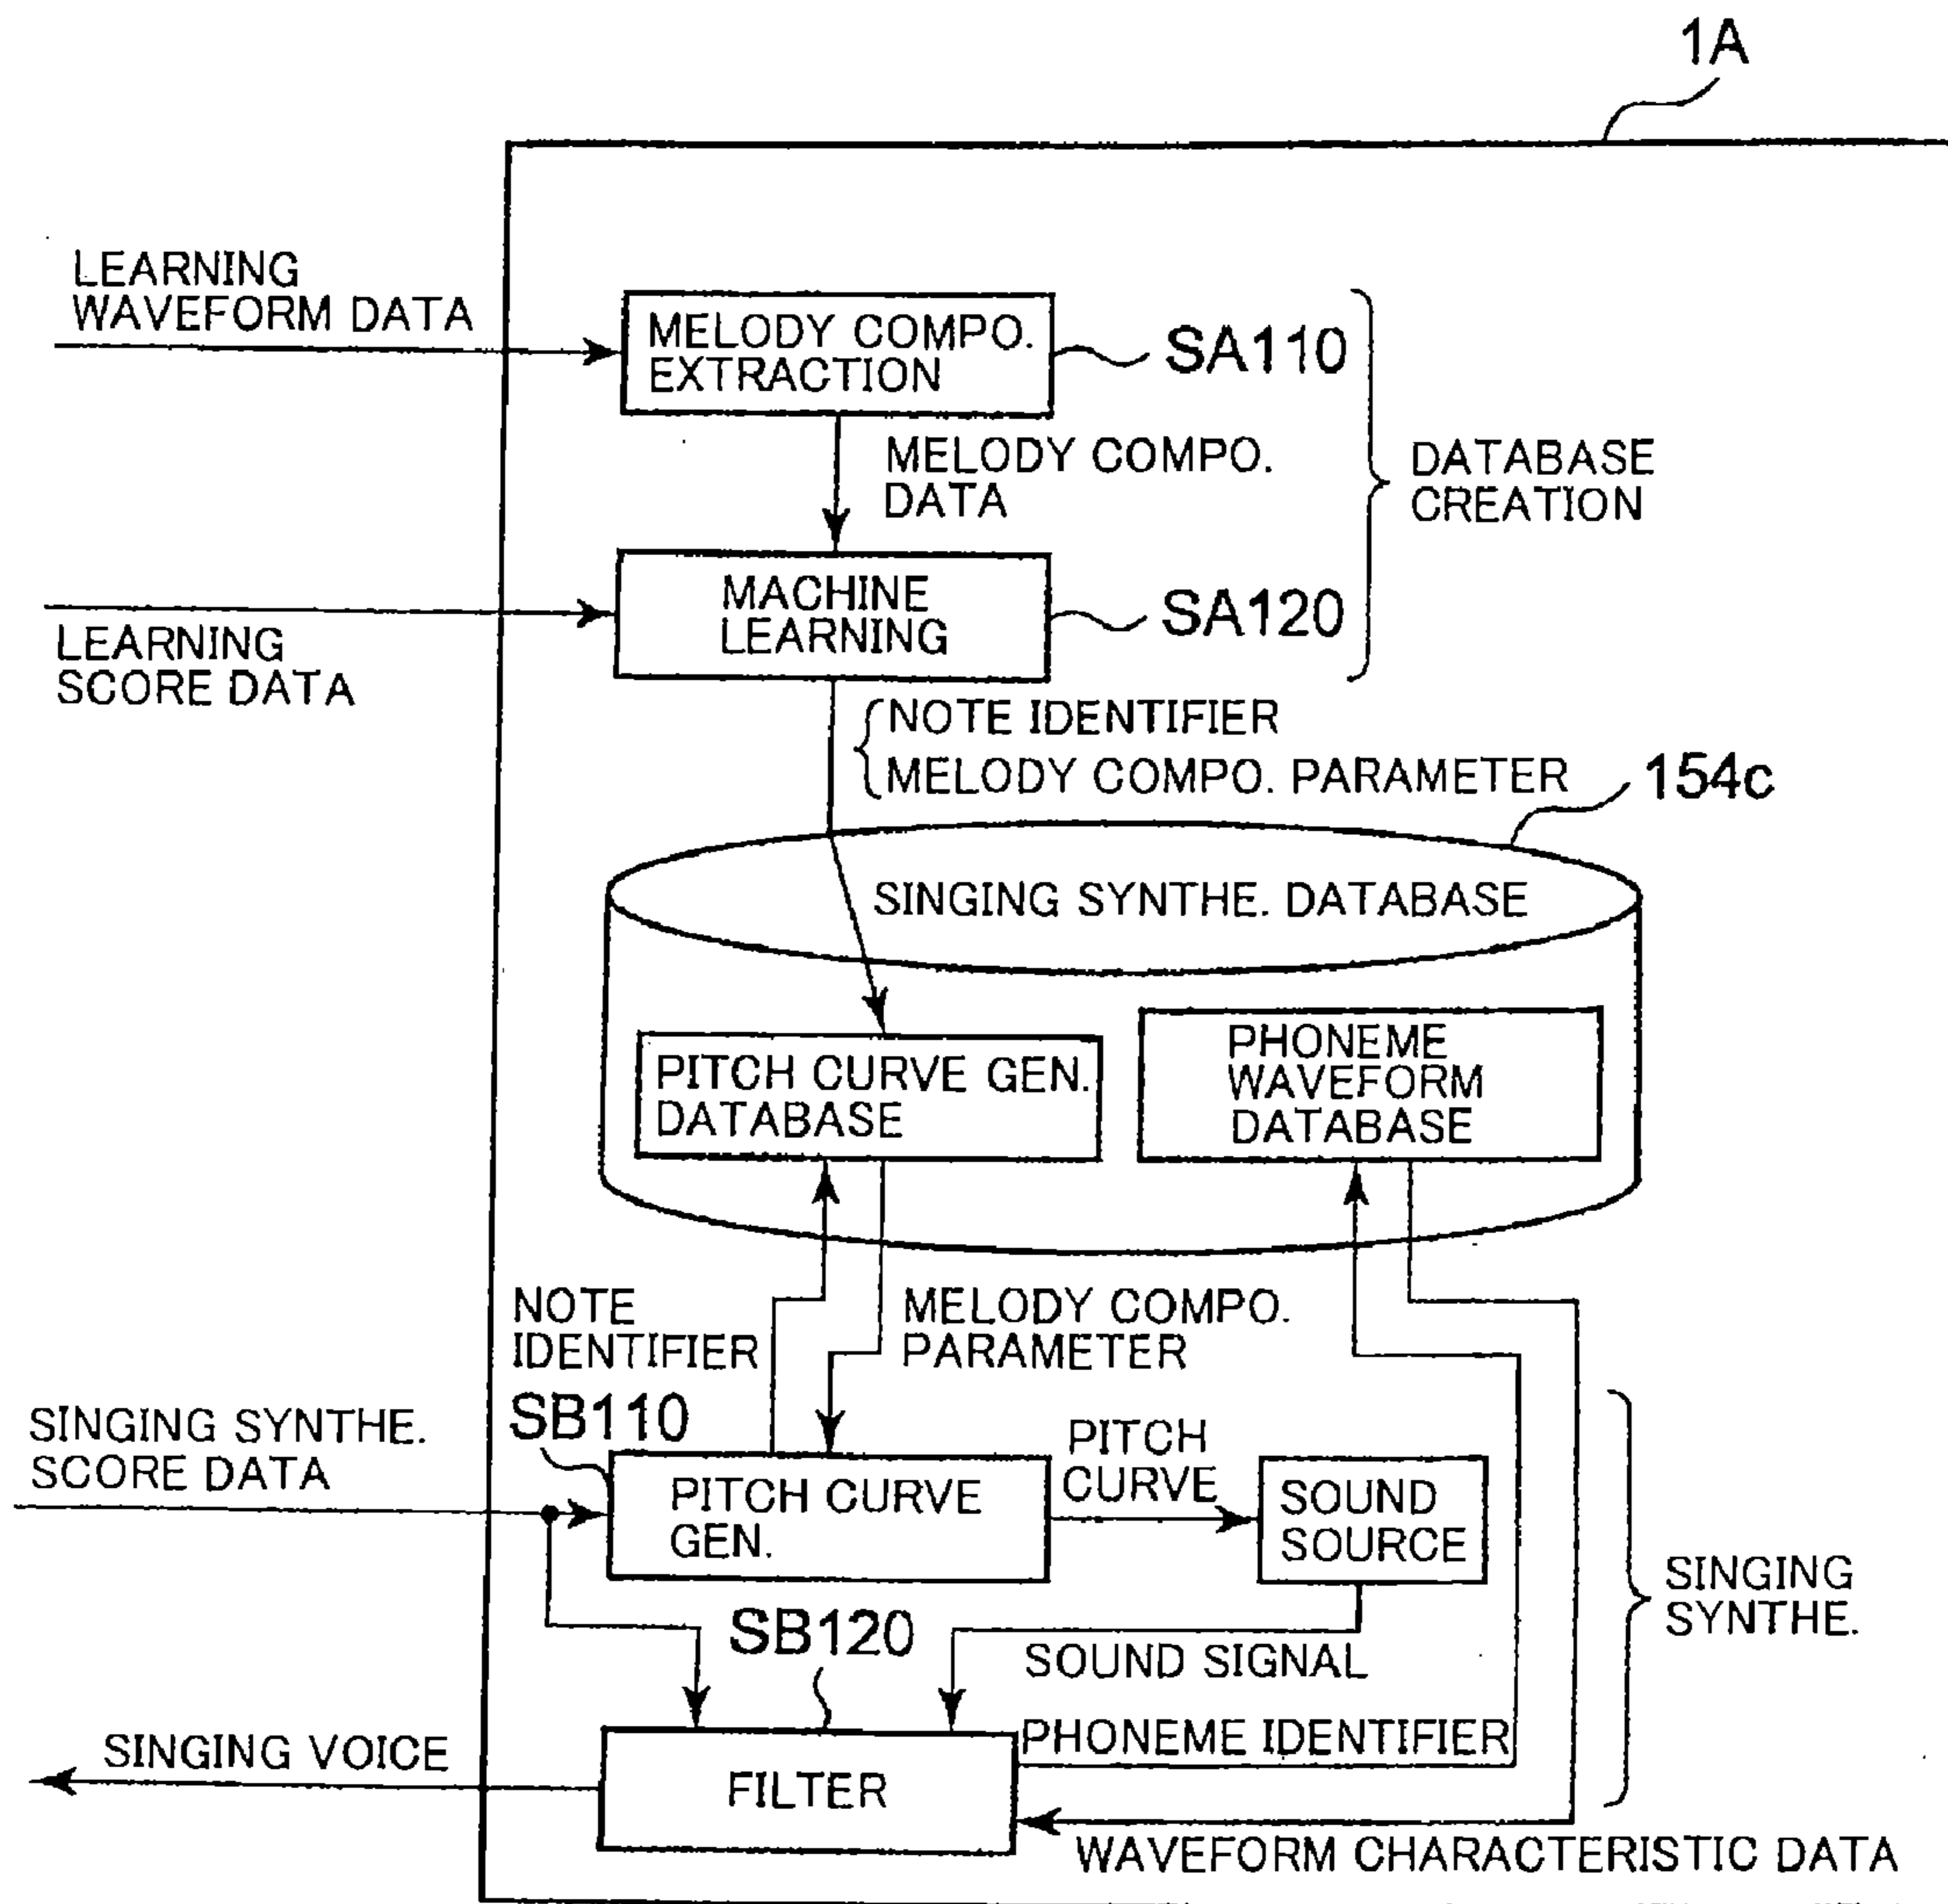 1A
LEARNING
WAVEFORM DATA
MELODY COMPO.
EXTRACTION
SA110
MELODY COMPO.
DATA
DATABASE
CREATION
MACHINE
LEARNING
SA120
LEARNING
SCORE DATA
NOTE IDENTIFIER
MELODY COMPO. PARAMETER
154c
SINGING SYNTHE. DATABASE
PITCH CURVE GEN.
DATABASE
PHONEME
WAVEFORM
DATABASE
NOTE
IDENTIFIER
MELODY COMPO.
PARAMETER
SINGING SYNTHE.
SCORE DATA
SB110
PITCH CURVE
GEN.
PITCH
CURVE
SOUND
SOURCE
SINGING
SYNTHE.
SB120
SOUND SIGNAL
SINGING VOICE
FILTER
PHONEME IDENTIFIER
WAVEFORM CHARACTERISTIC DATA